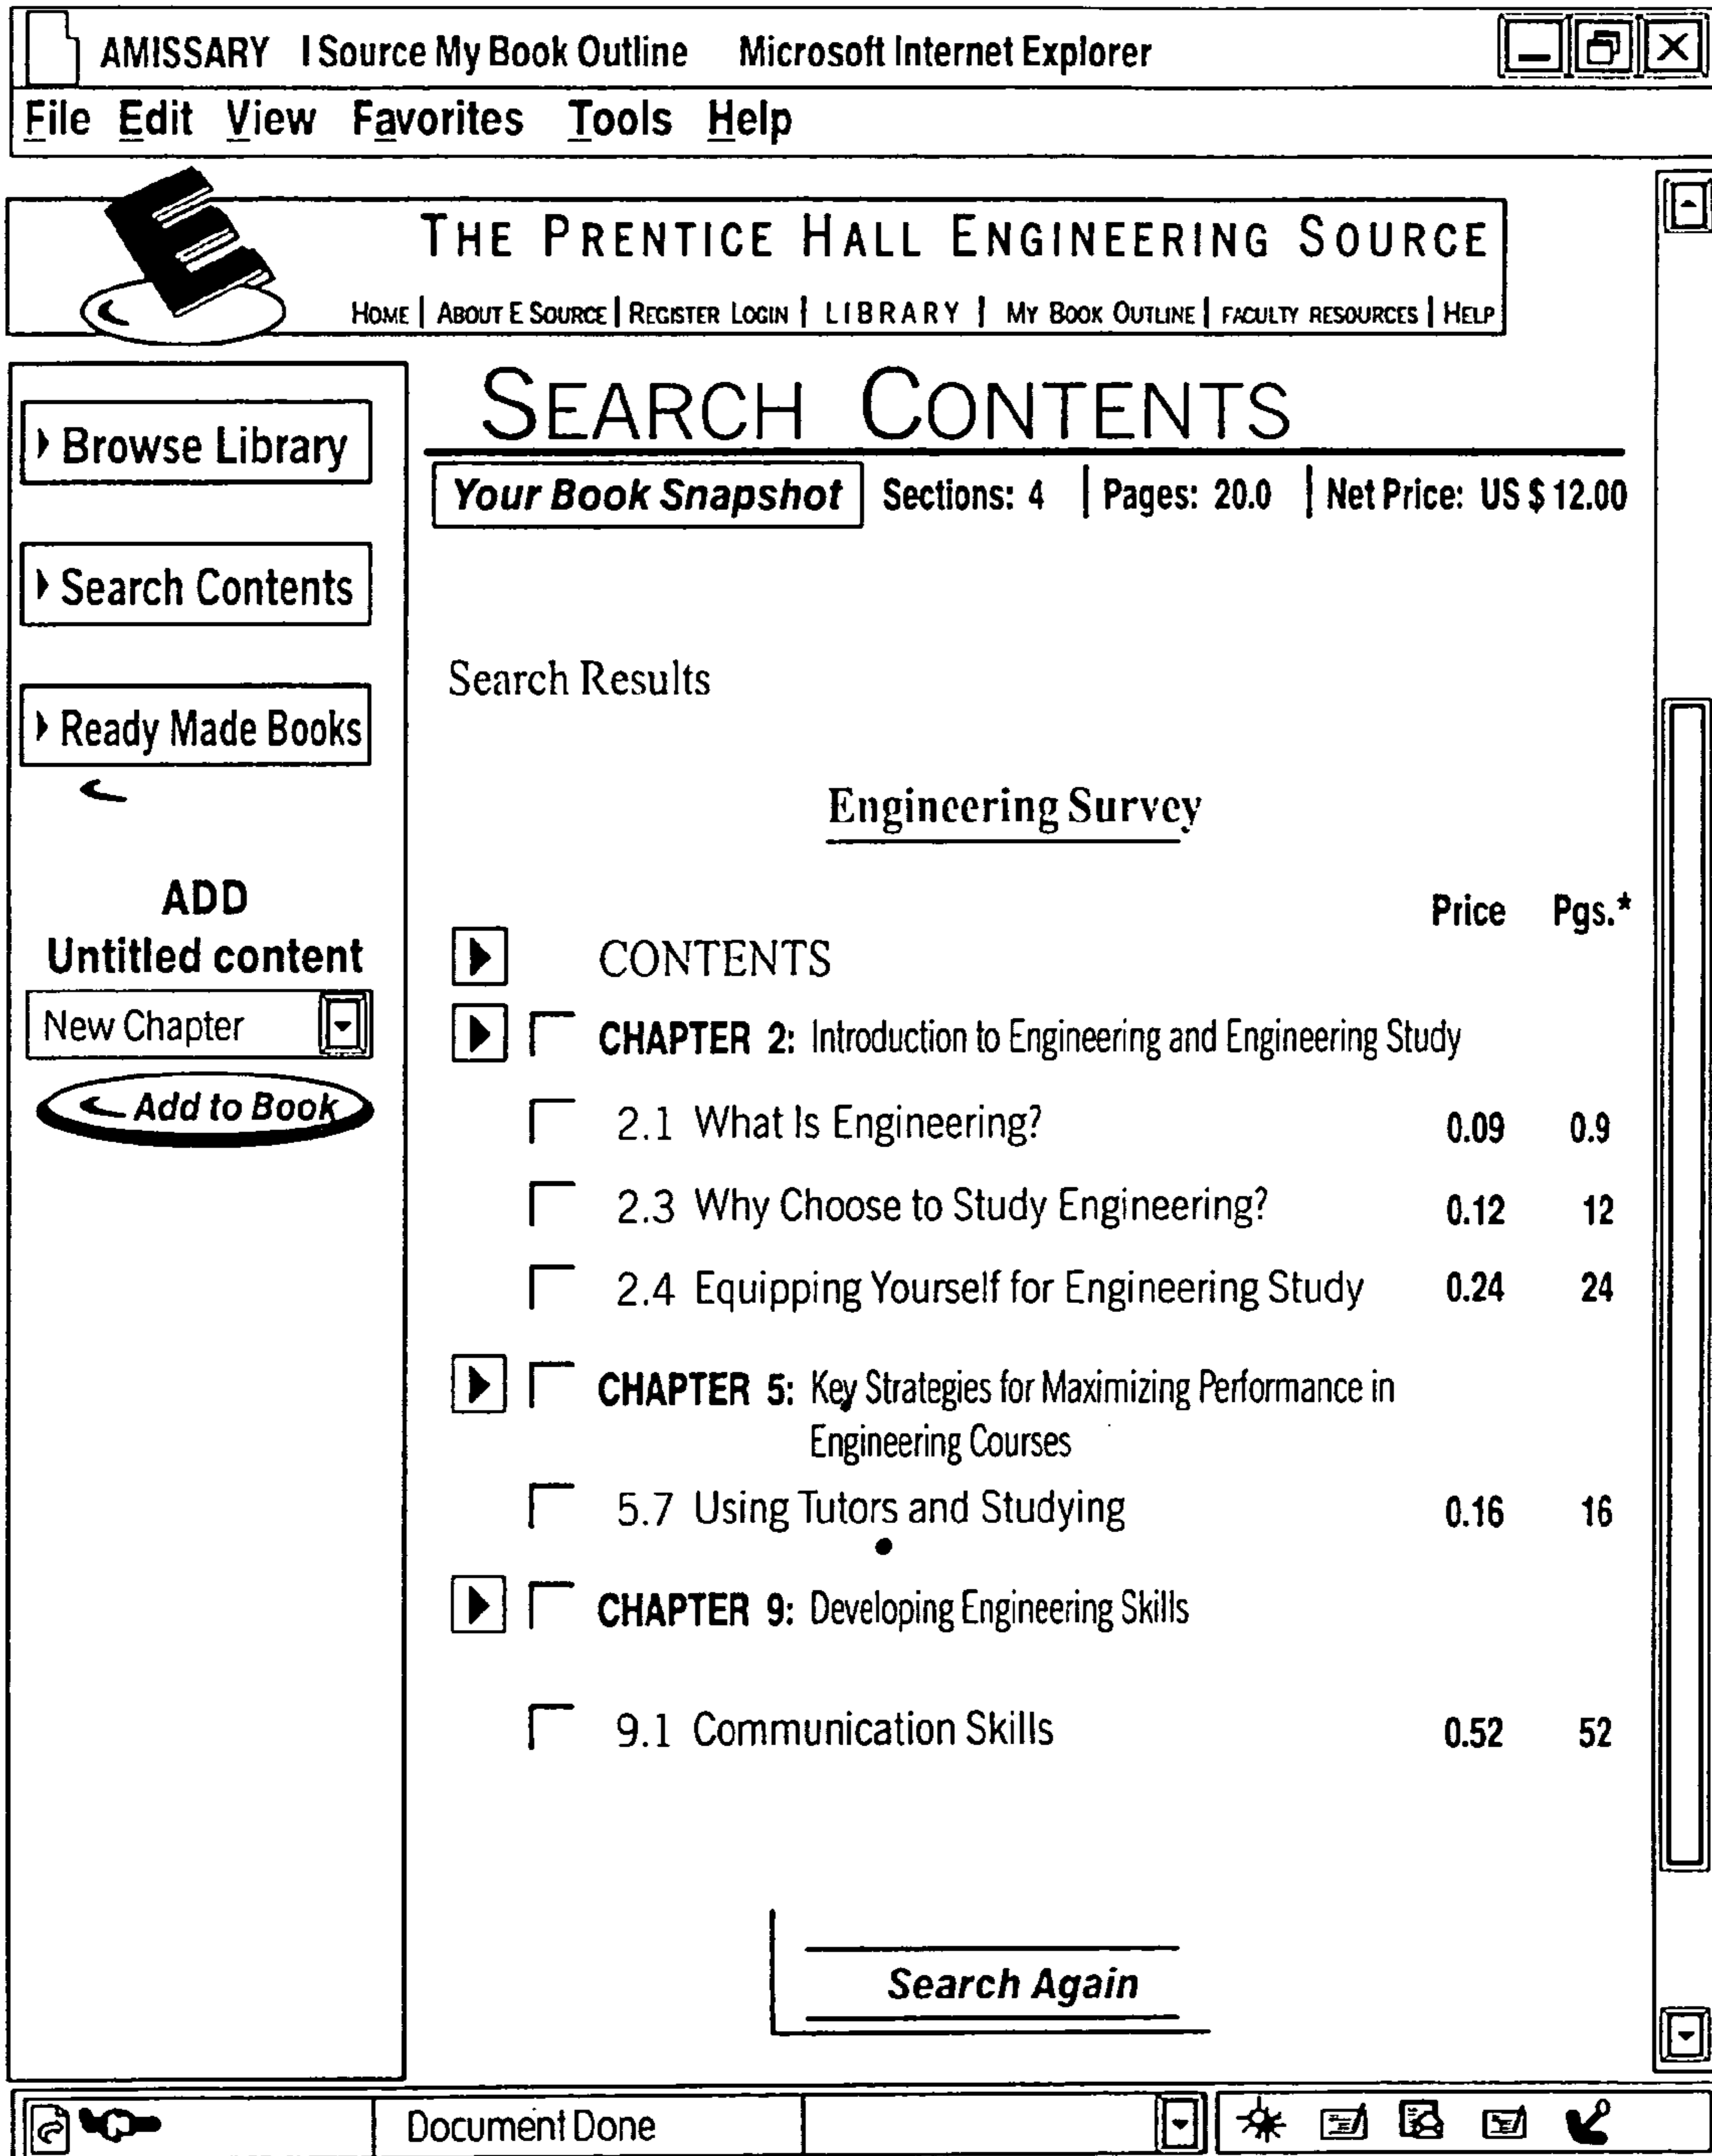 AMISSARY I Source My Book Outline Microsoft Internet Explorer
File Edit View Favorites Tools Help
THE PRENTICE HALL ENGINEERING SOURCE
HOME | ABOUT E SOURCE | REGISTER LOGIN | LIBRARY | MY BOOK OUTLINE | FACULTY RESOURCES | HELP
Browse Library
Search Contents
Ready Made Books
ADD
Untitled content
New Chapter
Add to Book
SEARCH CONTENTS
Your Book Snapshot Sections: 4 | Pages: 20.0 | Net Price: US $ 12.00
Search Results
Engineering Survey
Price Pgs.*
CONTENTS
CHAPTER 2: Introduction to Engineering and Engineering Study
2.1 What Is Engineering? 0.09 0.9
2.3 Why Choose to Study Engineering? 0.12 12
2.4 Equipping Yourself for Engineering Study 0.24 24
CHAPTER 5: Key Strategies for Maximizing Performance in
Engineering Courses
5.7 Using Tutors and Studying 0.16 16
CHAPTER 9: Developing Engineering Skills
9.1 Communication Skills 0.52 52
Search Again
Document Done